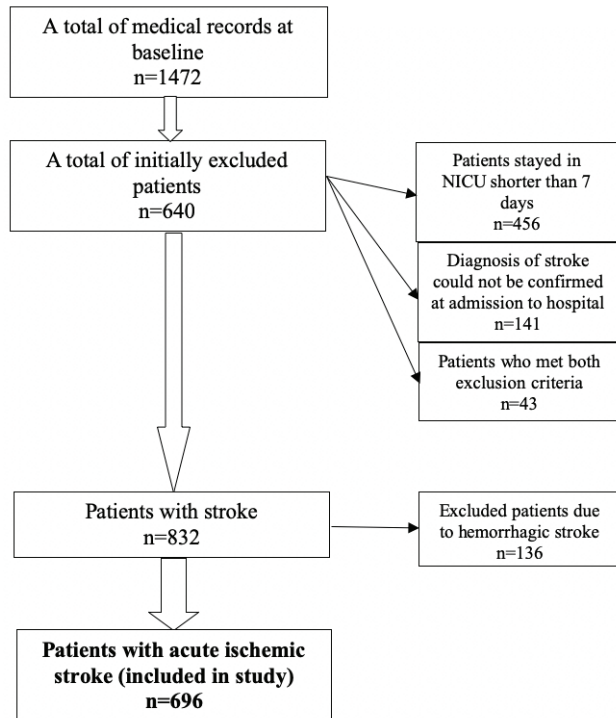 A total of medical records at
baseline
n=1472
A total of initially excluded
patients
n=640
Patients stayed in
NICU shorter than 7
days
n=456
Diagnosis of stroke
could not be confirmed
at admission to hospital
n=141
Patients who met both
exclusion criteria
n=43
Patients with stroke
n=832
Excluded patients due
to hemorrhagic stroke
n=136
Patients with acute ischemic
stroke (included in study)
n=696